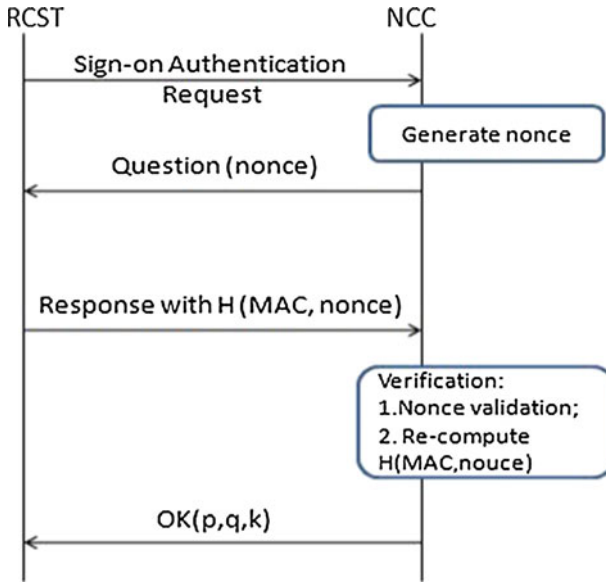 RCST
NCC
Sign-on Authentication
Request
Generate nonce
Question (nonce)
Response with H (MAC, nonce)
Verification:
1.Nonce validation;
2. Re-compute
H(MAC,nouce)
OK(p,q,k)